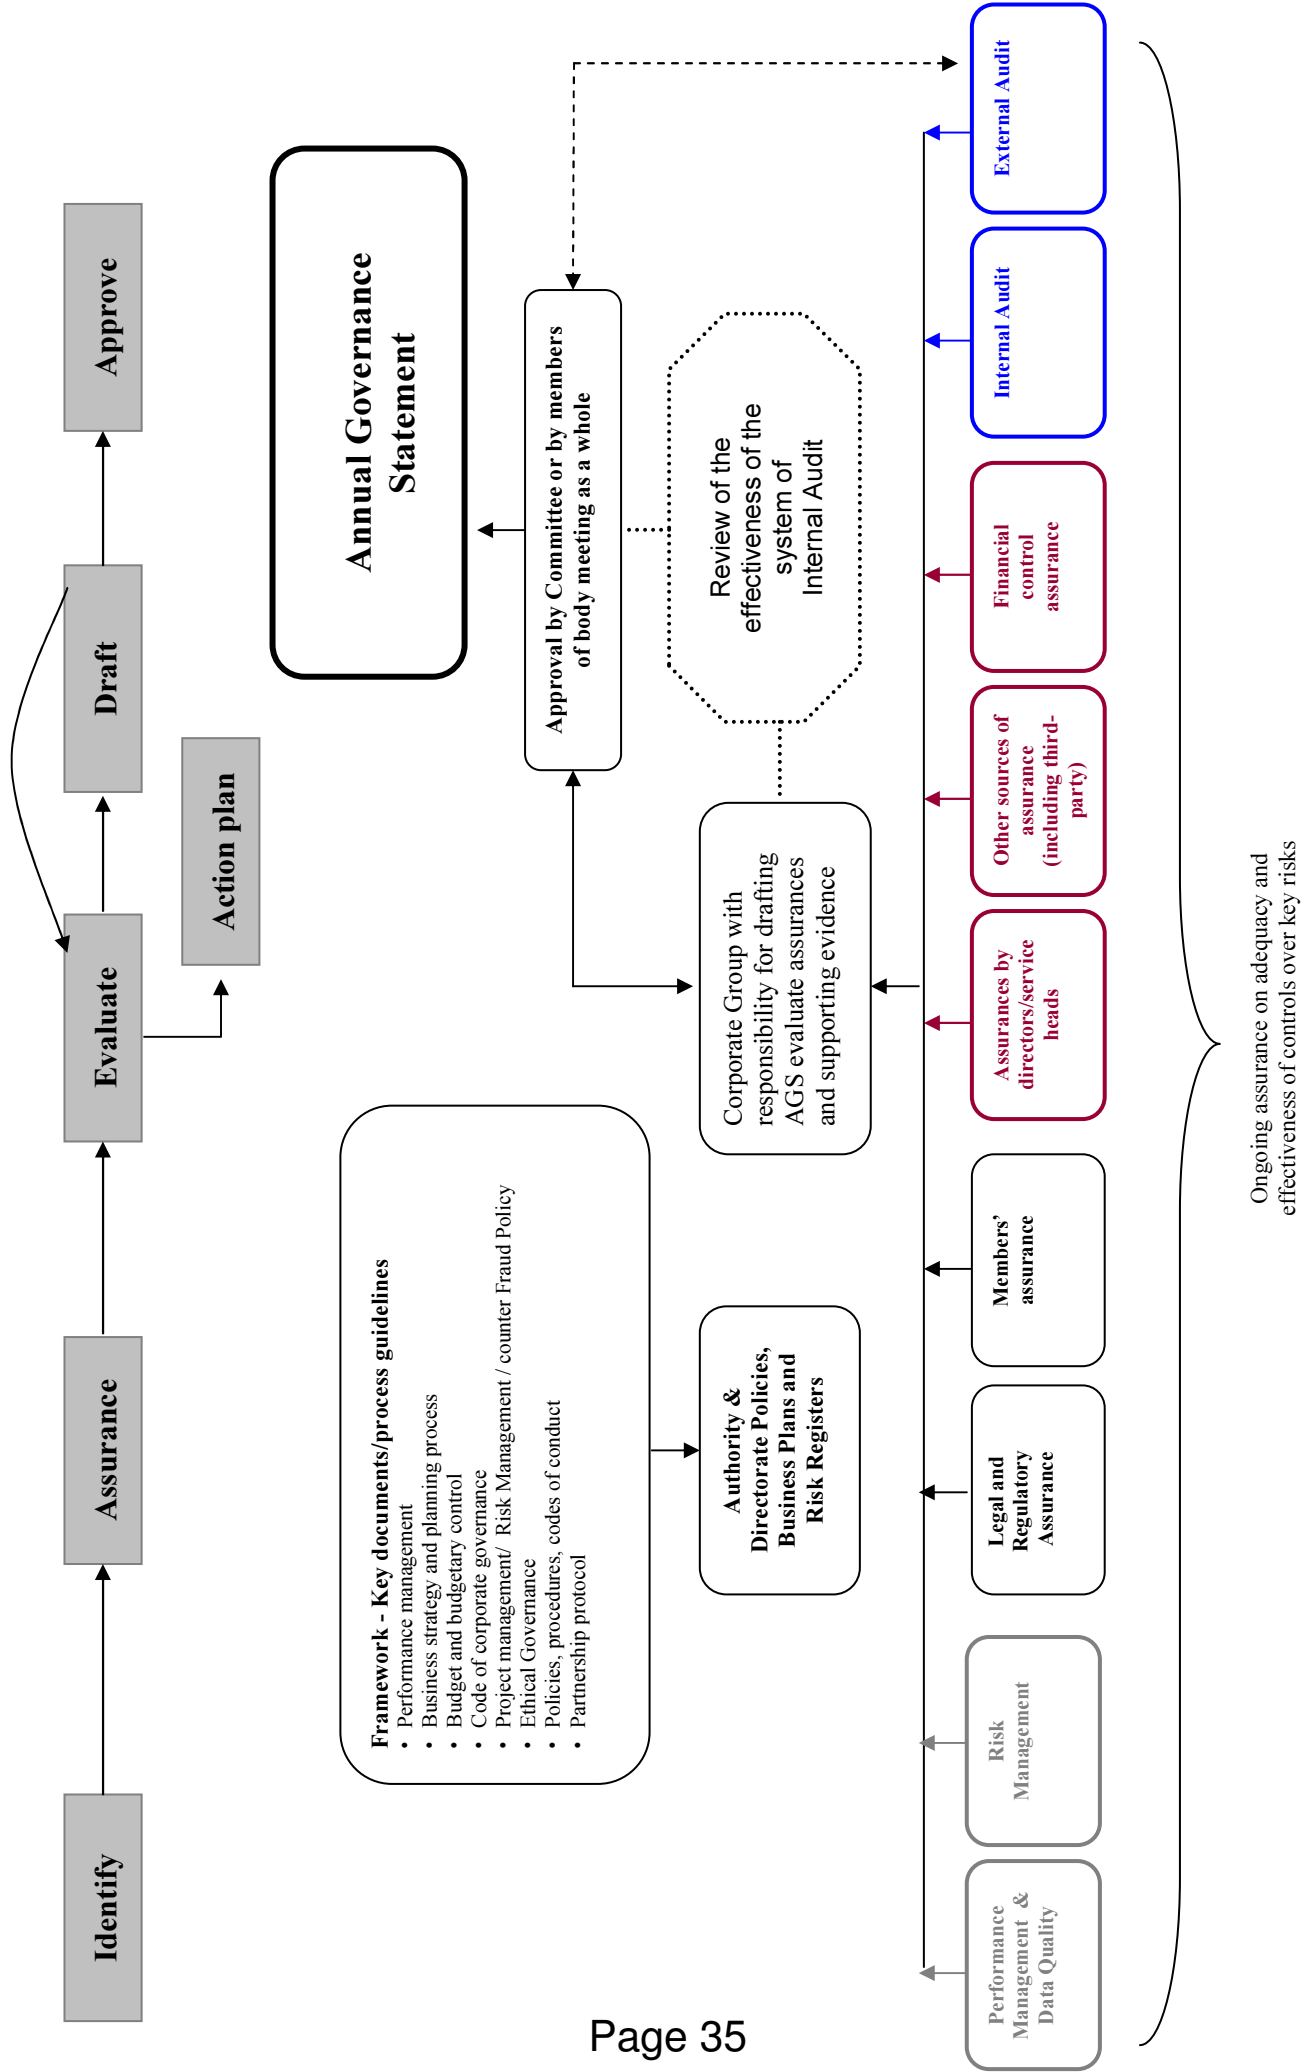 Identify
Assurance
Evaluate
Draft
Approve
Action plan
Annual Governance
Statement
Framework - Key documents/process guidelines
• Performance management
• Business strategy and planning process
• Budget and budgetary control
• Code of corporate governance
• Project management/ Risk Management / counter Fraud Policy
• Ethical Governance
• Policies, procedures, codes of conduct
• Partnership protocol
Approval by Committee or by members
of body meeting as a whole
Review of the
effectiveness of the
system of
Internal Audit
Authority &
Directorate Policies,
Business Plans and
Risk Registers
Corporate Group with
responsibility for drafting
AGS evaluate assurances
and supporting evidence
Performance
Management &
Data Quality
Risk
Management
Legal and
Regulatory
Assurance
Members’
assurance
Assurances by
directors/service
heads
Other sources of
assurance
(including third-
party)
Financial
control
assurance
Internal Audit
External Audit
Ongoing assurance on adequacy and
effectiveness of controls over key risks
Page 35